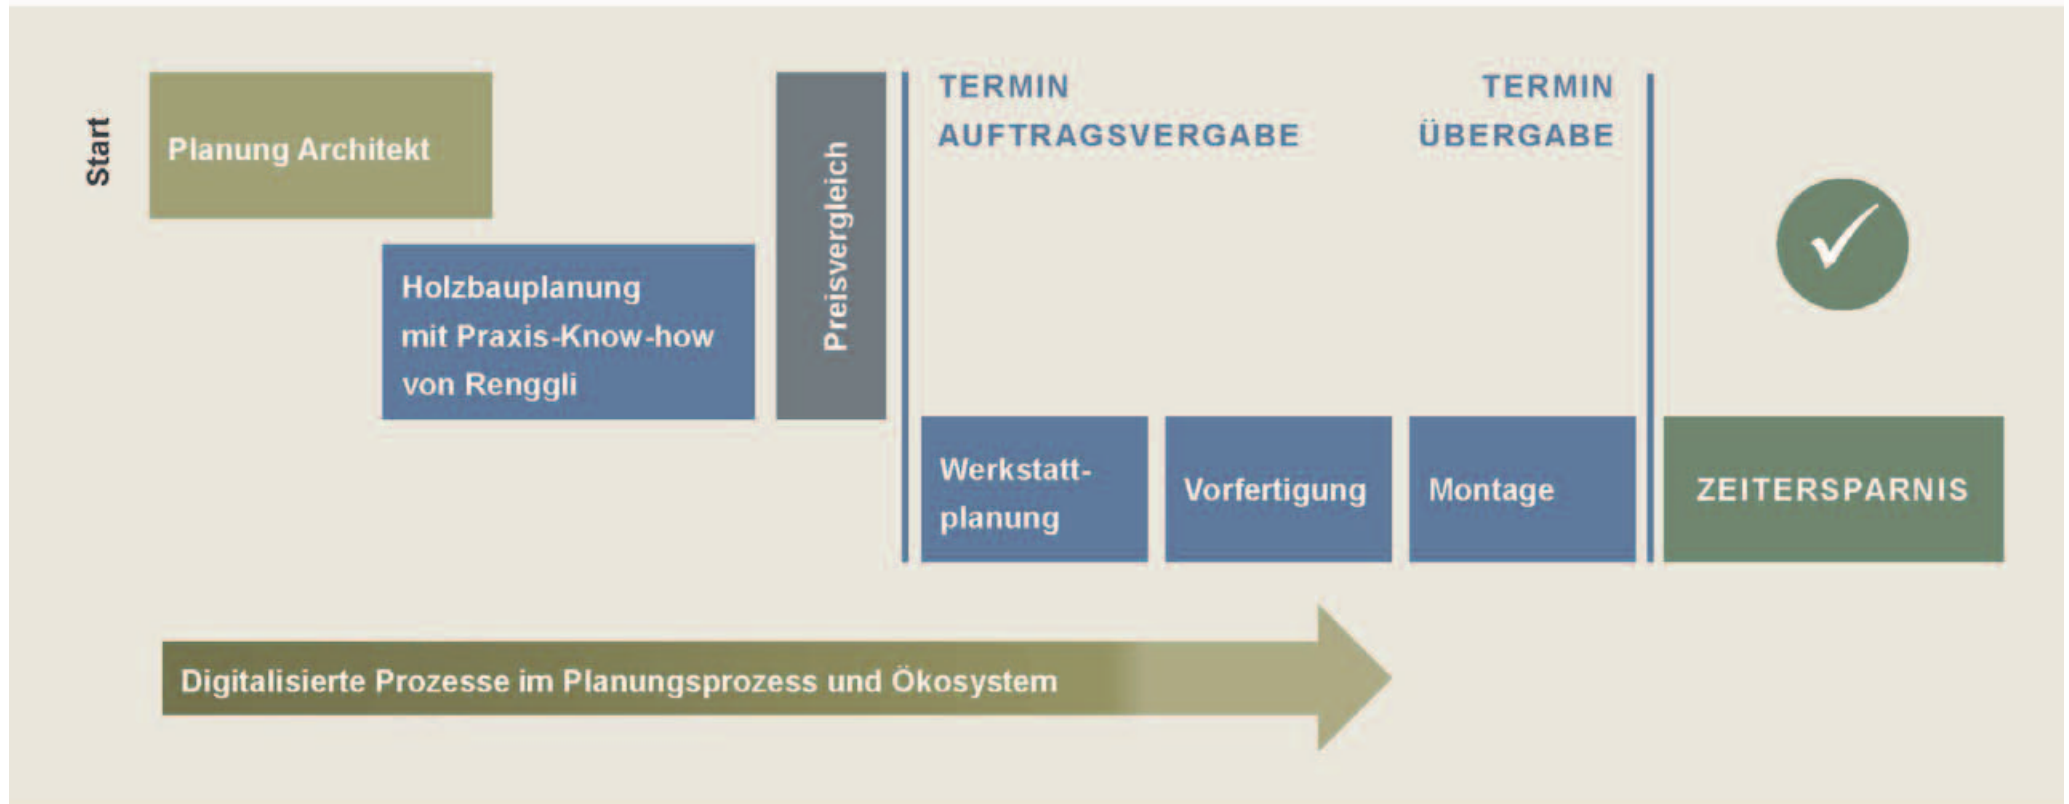 Start
Planung Architekt
Holzbauplanung
mit Praxis-Know-how
von Renggli
Preisvergleich
TERMIN
AUFTRAGSVERGABE
TERMIN
ÜBERGABE
Werkstatt-
planung
Vorfertigung
Montage
ZEITERSPARNIS
Digitalisierte Prozesse im Planungsprozess und Ökosystem